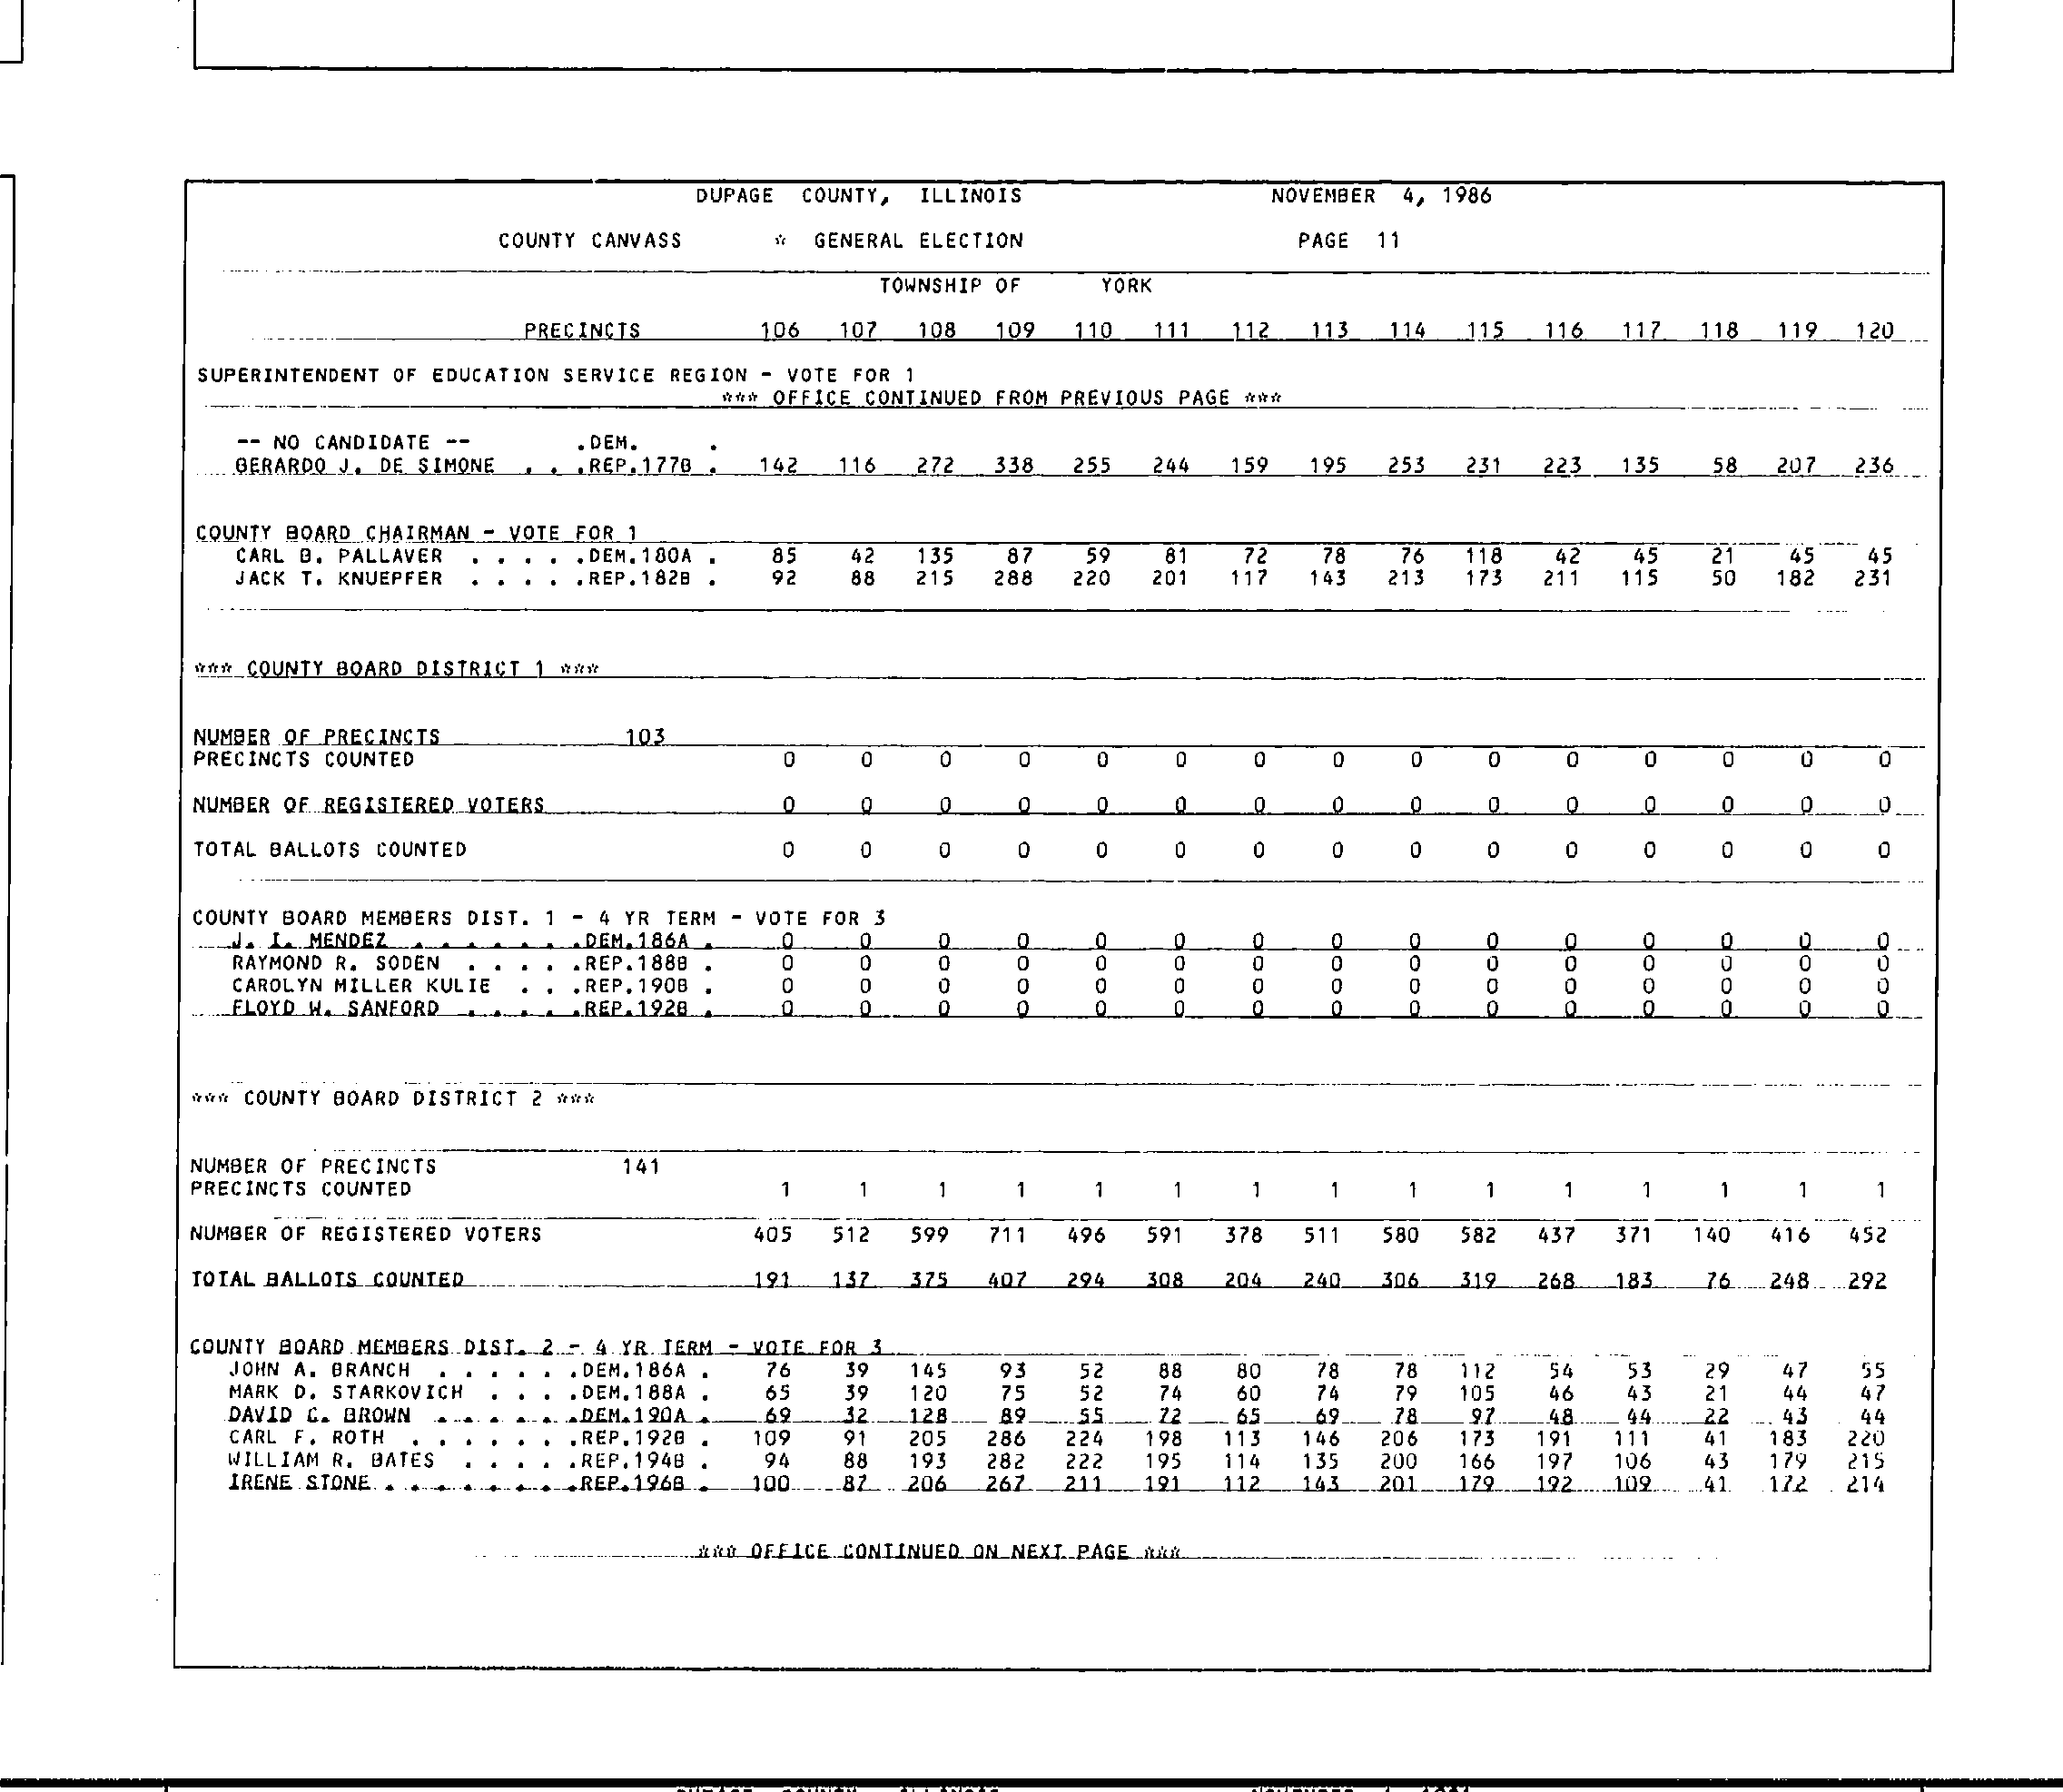 DUPAGE COUNTY, ILLINOIS NOVEMBER 4, 1986
COUNTY CANVASS * GENERAL ELECTION PAGE 11
TOWNSHIP OF YORK
PRECINCTS 106 107 108 109 110 111 112 113 114 115 116 117 118 119 120
SUPERINTENDENT OF EDUCATION SERVICE REGION - VOTE FOR 1
*** OFFICE CONTINUED FROM PREVIOUS PAGE ***
-- NO CANDIDATE -- .DEM. .
BERARDO J. DE SIMONE . . .REP.177B . 142 116 272 338 255 244 159 195 253 231 223 135 58 207 236
COUNTY BOARD CHAIRMAN - VOTE FOR 1
CARL B. PALLAVER . . . . .DEM.180A . 85 42 135 87 59 81 72 78 76 118 42 45 21 45 45
JACK T. KNUEPFER . . . . .REP.182B . 92 88 215 288 220 201 117 143 213 173 211 115 50 182 231
*** COUNTY BOARD DISTRICT 1 ***
NUMBER OF PRECINCTS 103
PRECINCTS COUNTED 0 0 0 0 0 0 0 0 0 0 0 0 0 0 0
NUMBER OF REGISTERED VOTERS 0 0 0 0 0 0 0 0 0 0 0 0 0 0 0
TOTAL BALLOTS COUNTED 0 0 0 0 0 0 0 0 0 0 0 0 0 0 0
COUNTY BOARD MEMBERS DIST. 1 - 4 YR TERM - VOTE FOR 3
J. I. MENDEZ . . . . . . .DEM.186A . 0 0 0 0 0 0 0 0 0 0 0 0 0 0 0
RAYMOND R. SODEN . . . . .REP.188B . 0 0 0 0 0 0 0 0 0 0 0 0 0 0 0
CAROLYN MILLER KULIE . . .REP.190B . 0 0 0 0 0 0 0 0 0 0 0 0 0 0 0
FLOYD W. SANFORD . . . . .REP.192B . 0 0 0 0 0 0 0 0 0 0 0 0 0 0 0
*** COUNTY BOARD DISTRICT 2 ***
NUMBER OF PRECINCTS 141
PRECINCTS COUNTED 1 1 1 1 1 1 1 1 1 1 1 1 1 1 1
NUMBER OF REGISTERED VOTERS 405 512 599 711 496 591 378 511 580 582 437 371 140 416 452
TOTAL BALLOTS COUNTED 191 137 375 407 294 308 204 240 306 319 268 183 76 248 292
COUNTY BOARD MEMBERS DIST. 2 - 4 YR TERM - VOTE FOR 3
JOHN A. BRANCH . . . . . .DEM.186A . 76 39 145 93 52 88 80 78 78 112 54 53 29 47 55
MARK D. STARKOVICH . . . .DEM.188A . 65 39 120 75 52 74 60 74 79 105 46 43 21 44 47
DAVID C. BROWN . . . . . .DEM.190A . 69 32 128 89 55 72 65 69 78 97 48 44 22 43 44
CARL F. ROTH . . . . . . .REP.192B . 109 91 205 286 224 198 113 146 206 173 191 111 41 183 220
WILLIAM R. BATES . . . . .REP.194B . 94 88 193 282 222 195 114 135 200 166 197 106 43 179 215
IRENE STONE . . . . . . . .REP.196B . 100 87 206 267 211 191 112 143 201 179 192 109 41 172 214
*** OFFICE CONTINUED ON NEXT PAGE ***